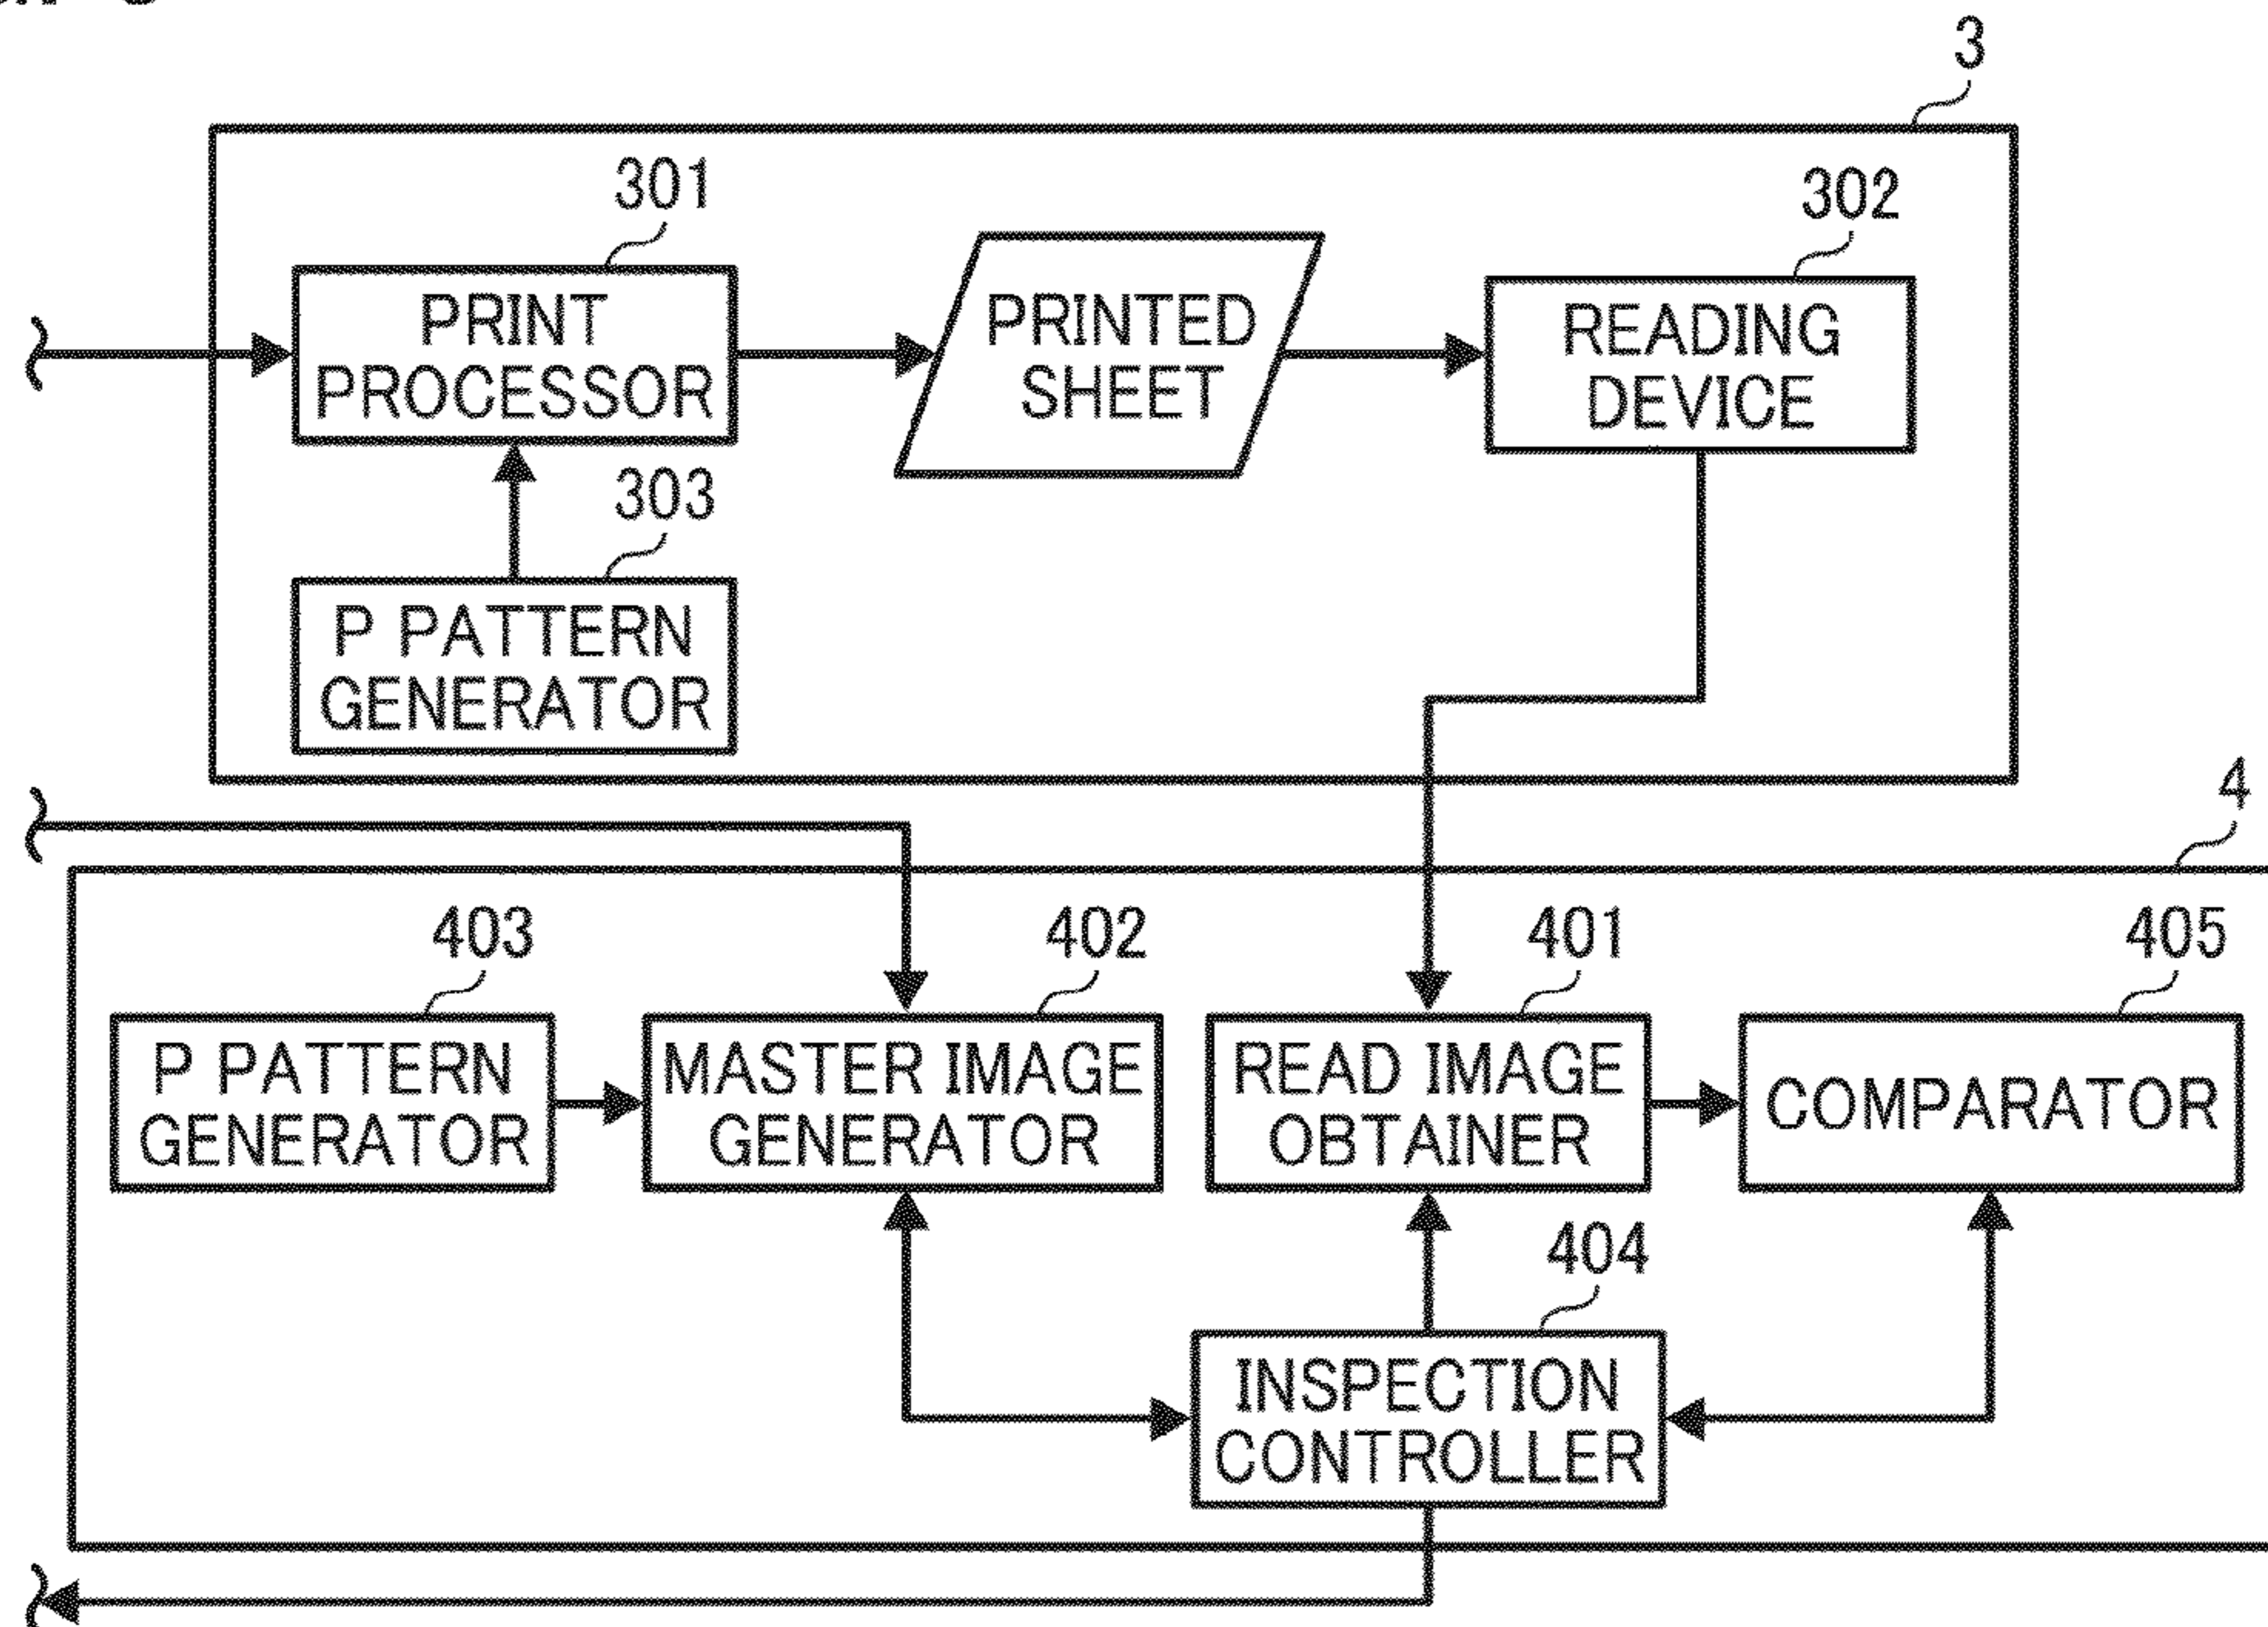 3
301
302
PRINT
PROCESSOR
PRINTED
SHEET
READING
DEVICE
303
P PATTERN
GENERATOR
4
403
402
401
405
P PATTERN
GENERATOR
MASTER IMAGE
GENERATOR
READ IMAGE
OBTAINER
COMPARATOR
404
INSPECTION
CONTROLLER